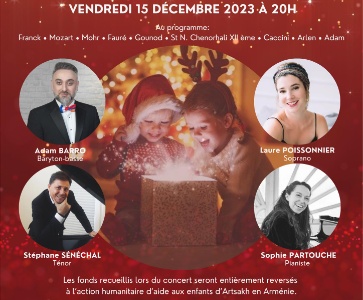 VENDREDI 15 DÉCEMBRE 2023 À 20H
Au programme:
Franck • Mozart • Mohr • Fauré • Gounod • St N. Chenorhali XII ème • Caccini • Arlen • Adam
Adam BARRO
Baryton-basse
Laure POISSONNIER
Soprano
Stéphane SÉNÉCHAL
Ténor
Sophie PARTOUCHE
Pianiste
Les fonds recueillis lors du concert seront entièrement reversés
à l'action humanitaire d'aide aux enfants d'Artsakh en Arménie.